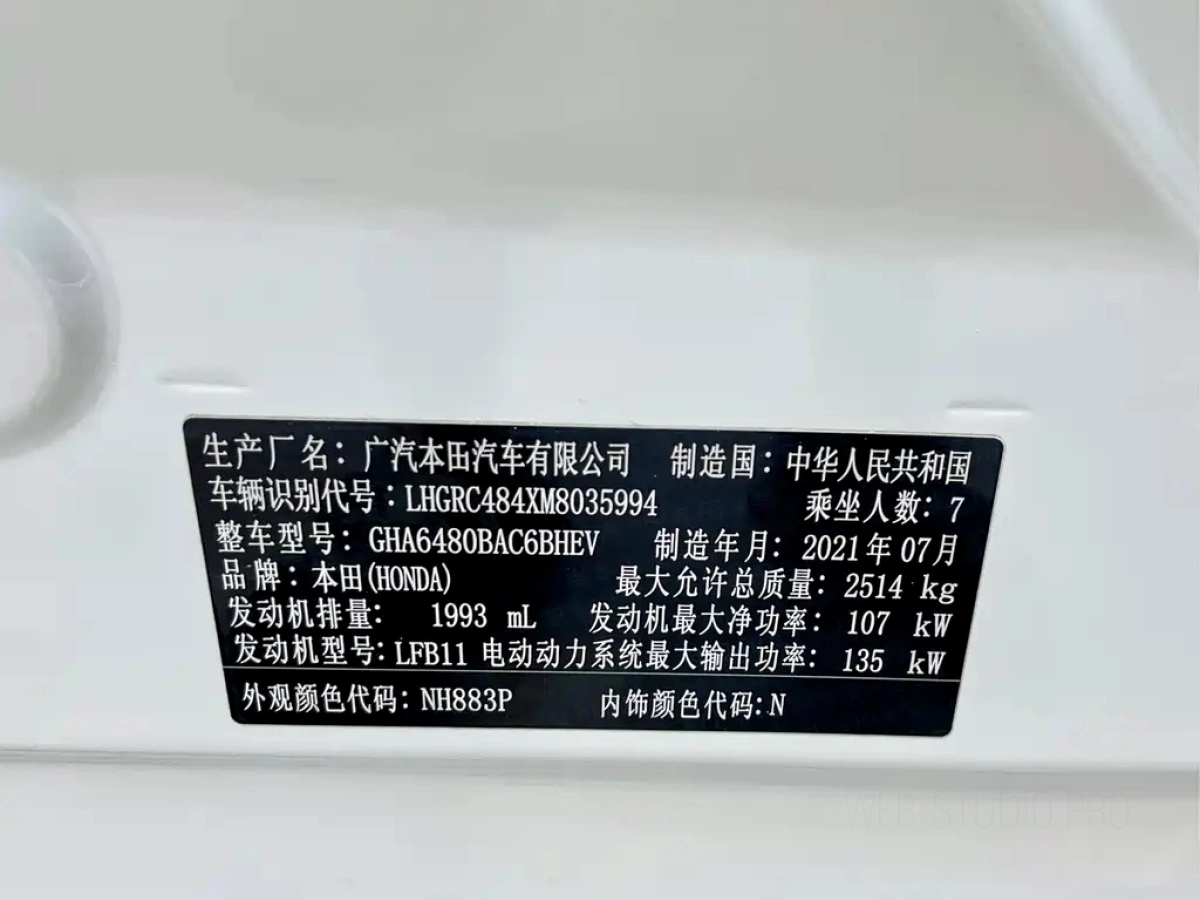 生产厂名：广汽本田汽车有限公司 制造国：中华人民共和国
车辆识别代号：LHGRC484XM8035994 乘坐人数：7
整车型号：GHA6480BAC6BHEV 制造年月：2021年07月
品牌：本田(HONDA) 最大允许总质量：2514 kg
发动机排量： 1993 mL 发动机最大净功率：107 kW
发动机型号：LFB11 电动动力系统最大输出功率：135 kW
外观颜色代码：NH883P 内饰颜色代码：N
WEB-STUDIO.PRO